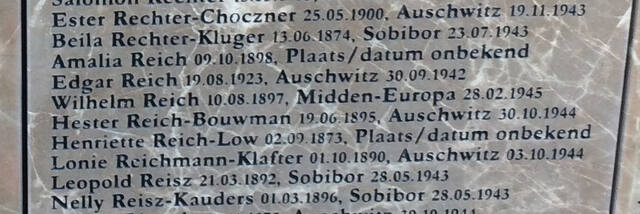 Ester Rechter-Choczner 25.05.1900, Auschwitz 19.11.1943
Beila Rechter-Kluger 13.06.1874, Sobibor 23.07.1943
Amalia Reich 09.10.1898, Plaats/datum onbekend
Edgar Reich 19.08.1923, Auschwitz 30.09.1942
Wilhelm Reich 10.08.1897, Midden-Europa 28.02.1945
Hester Reich-Bouwman 19.06.1895, Auschwitz 30.10.1944
Henriette Reich-Low 02.09.1873, Plaats/datum onbekend
Lonie Reichmann-Klafter 01.10.1890, Auschwitz 03.10.1944
Leopold Reisz 21.03.1892, Sobibor 28.05.1943
Nelly Reisz-Kauders 01.03.1896, Sobibor 28.05.1943